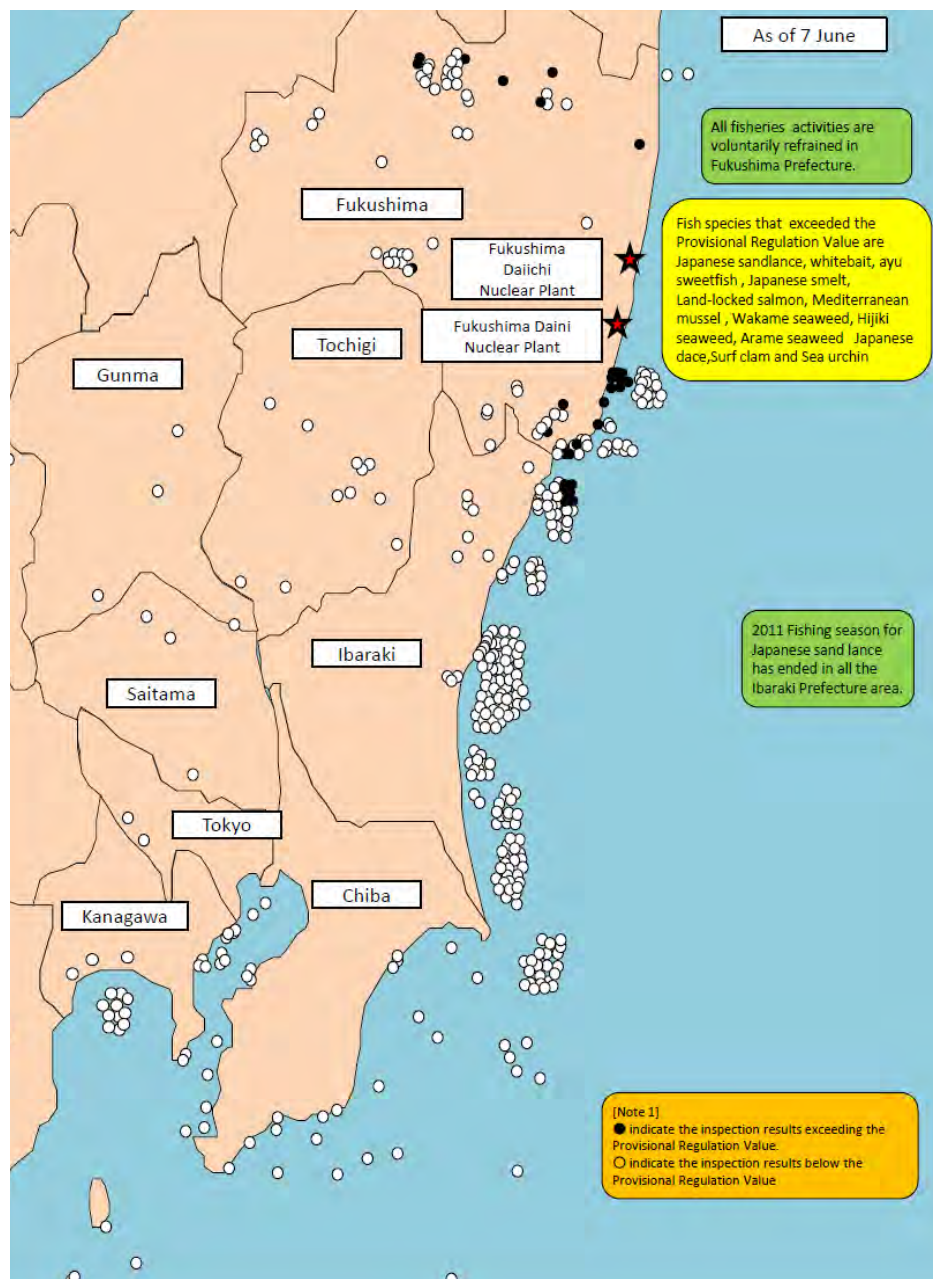 As of 7 June
All fisheries activities are
voluntarily refrained in
Fukushima Prefecture.
Fukushima
Fish species that exceeded the
Provisional Regulation Value are
Japanese sandlance, whitebait, ayu
sweetfish , Japanese smelt,
Land-locked salmon, Mediterranean
mussel , Wakame seaweed, Hijiki
seaweed, Arame seaweed Japanese
dace,Surf clam and Sea urchin
Fukushima
Daiichi
Nuclear Plant
Fukushima Daini
Nuclear Plant
Tochigi
Gunma
Ibaraki
2011 Fishing season for
Japanese sand lance
has ended in all the
Ibaraki Prefecture area.
Saitama
Tokyo
Chiba
Kanagawa
[Note 1]
● indicate the inspection results exceeding the
Provisional Regulation Value.
○ indicate the inspection results below the
Provisional Regulation Value